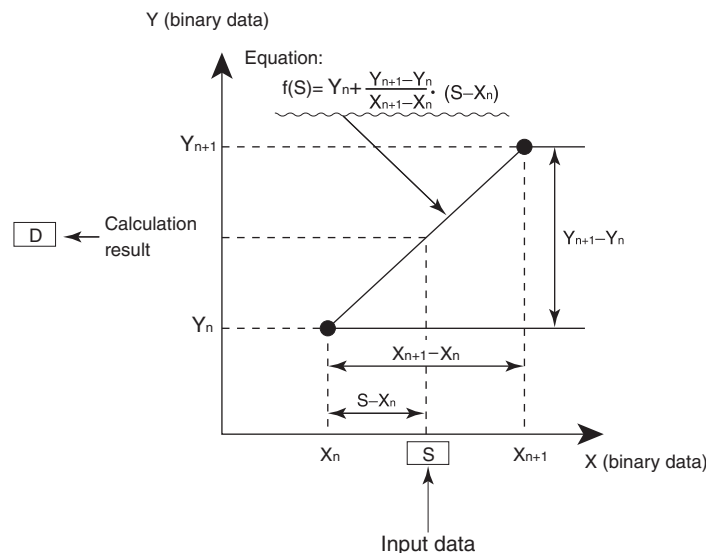 Y (binary data)
Equation:
f(S)= Yn+ Yn+1–Yn / Xn+1–Xn · (S–Xn)
Yn+1
D
Calculation
result
Yn+1–Yn
Yn
Xn+1–Xn
S–Xn
Xn
S
Xn+1
X (binary data)
Input data